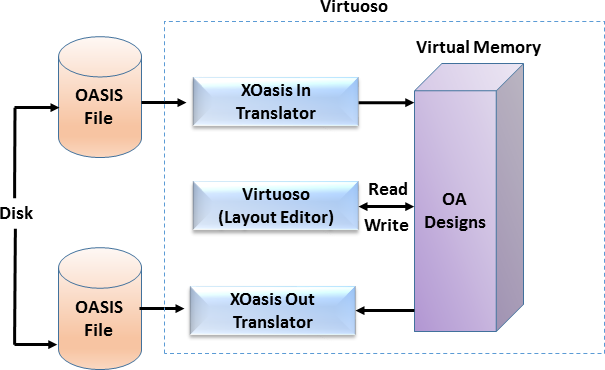 Virtuoso
Virtual Memory
OASIS
File
XOasis In
Translator
Disk
Virtuoso
(Layout Editor)
Read
Write
OA
Designs
OASIS
File
XOasis Out
Translator